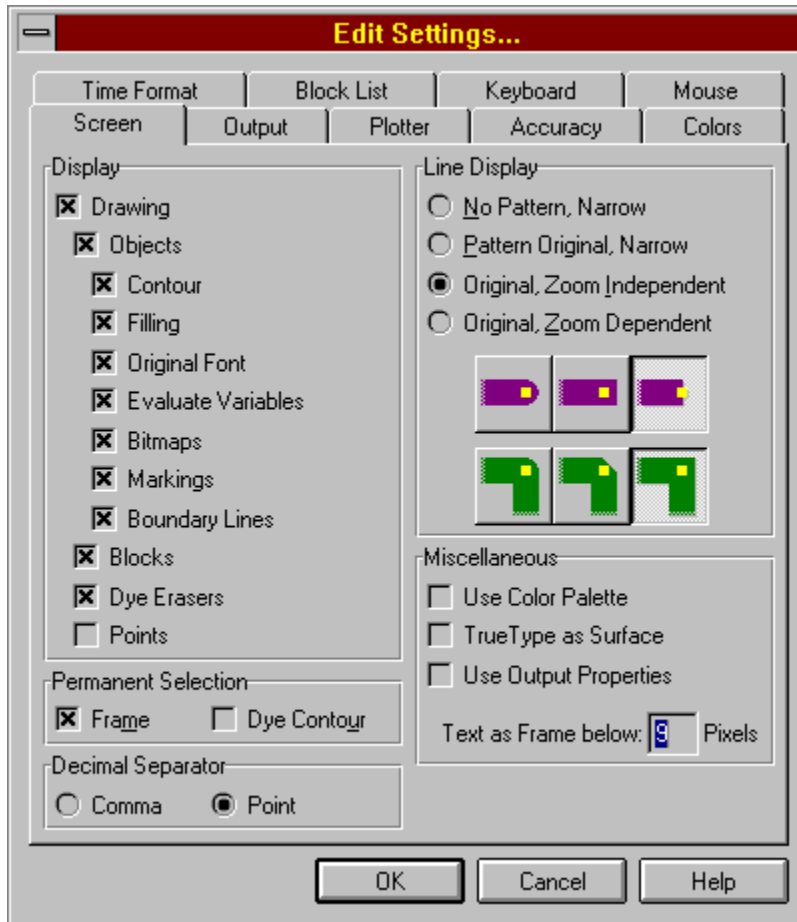 Edit Settings...
Time Format
Block List
Keyboard
Mouse
Screen
Output
Plotter
Accuracy
Colors
Display
Drawing
Objects
Contour
Filling
Original Font
Evaluate Variables
Bitmaps
Markings
Boundary Lines
Blocks
Dye Erasers
Points
Permanent Selection
Frame
Dye Contour
Decimal Separator
Comma
Point
Line Display
No Pattern, Narrow
Pattern Original, Narrow
Original, Zoom Independent
Original, Zoom Dependent
Miscellaneous
Use Color Palette
TrueType as Surface
Use Output Properties
Text as Frame below: 9 Pixels
OK
Cancel
Help